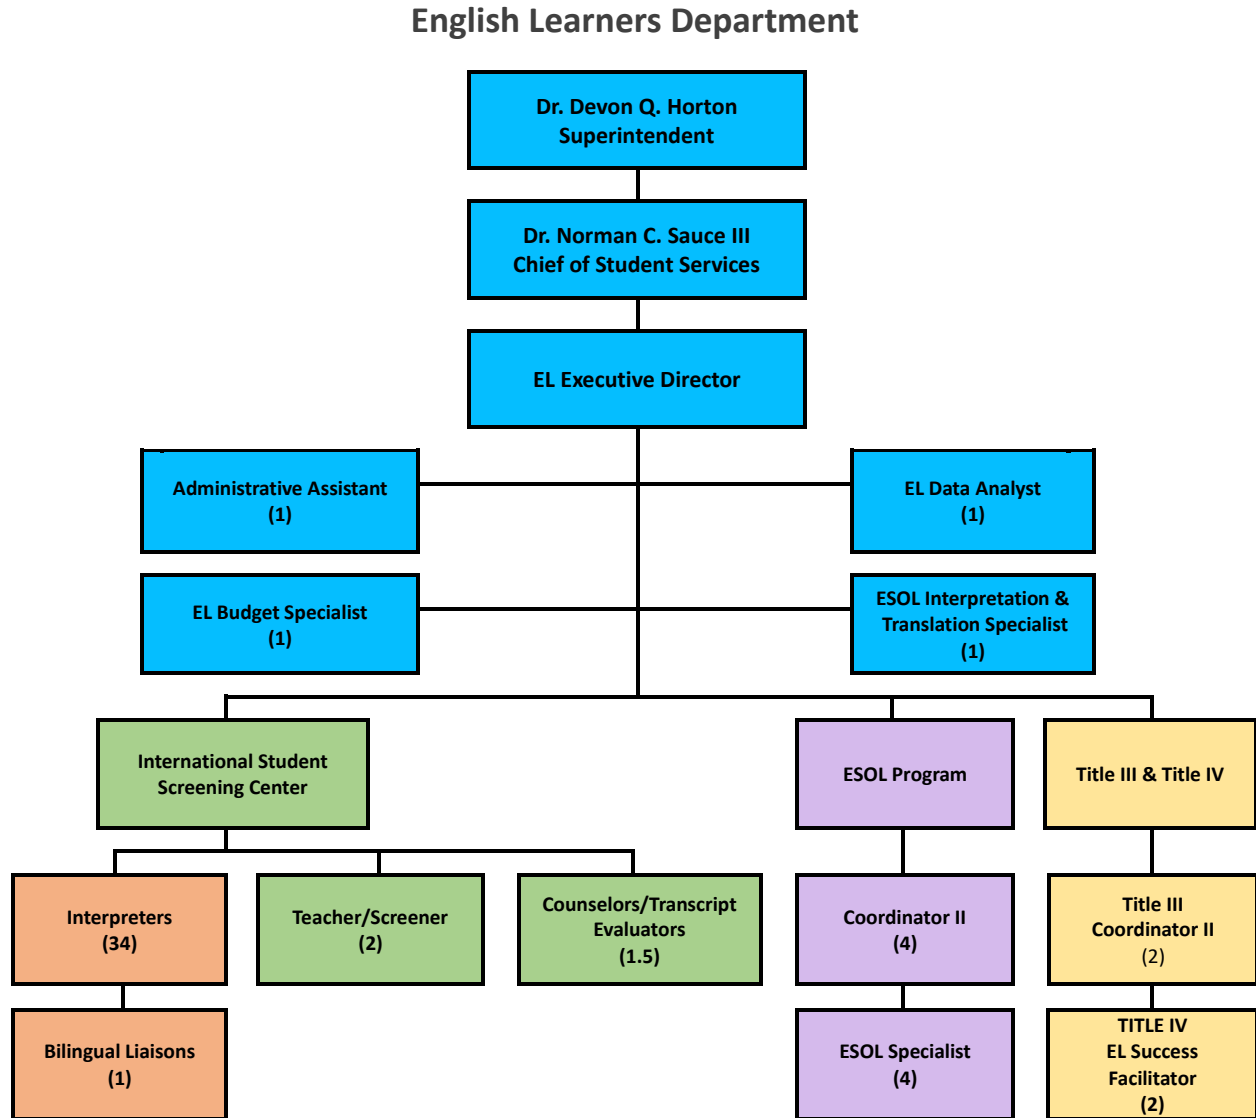 English Learners Department
Dr. Devon Q. Horton
Superintendent
Dr. Norman C. Sauce III
Chief of Student Services
EL Executive Director
Administrative Assistant
(1)
EL Data Analyst
(1)
EL Budget Specialist
(1)
ESOL Interpretation &
Translation Specialist
(1)
International Student
Screening Center
ESOL Program
Title III & Title IV
Interpreters
(34)
Teacher/Screener
(2)
Counselors/Transcript
Evaluators
(1.5)
Coordinator II
(4)
Title III
Coordinator II
(2)
Bilingual Liaisons
(1)
ESOL Specialist
(4)
TITLE IV
EL Success
Facilitator
(2)